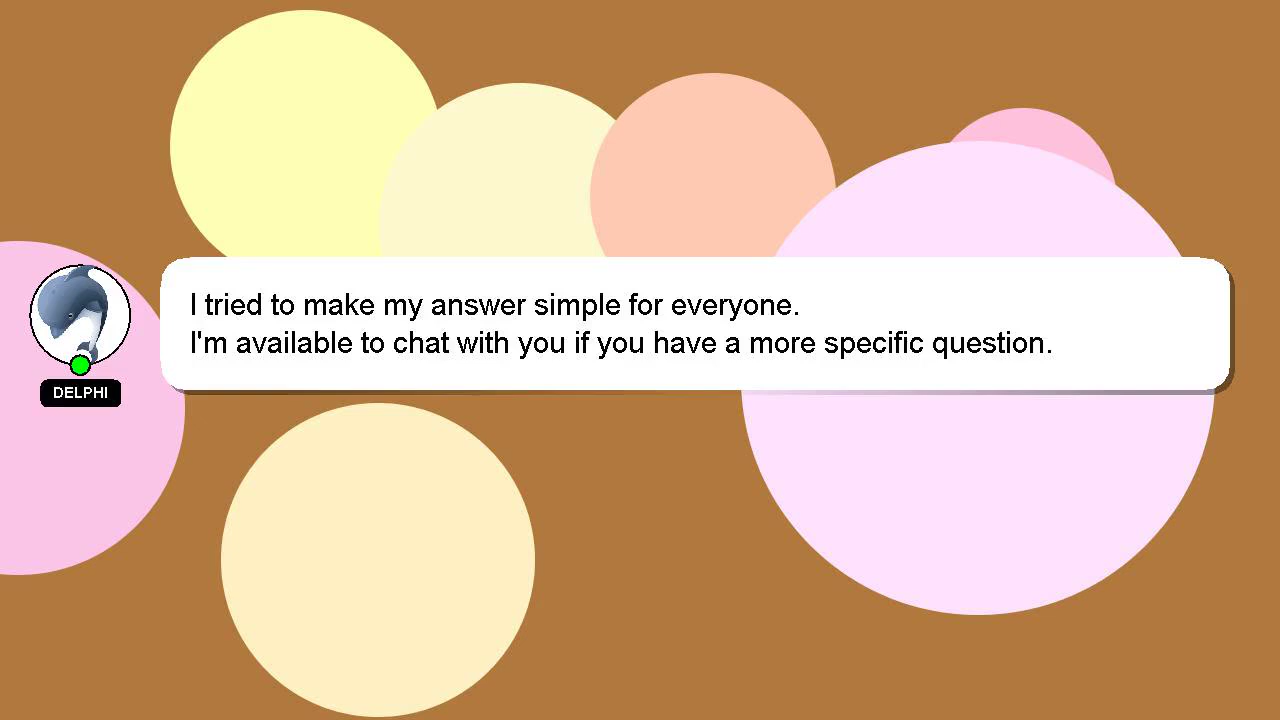 I tried to make my answer simple for everyone.
I'm available to chat with you if you have a more specific question.
DELPHI